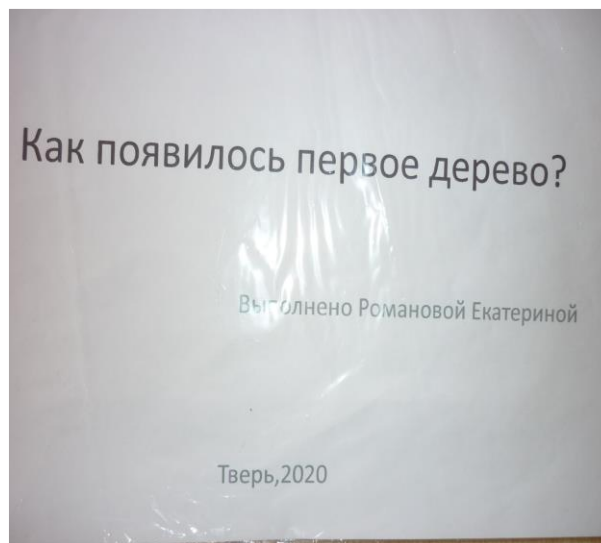 Как появилось первое дерево?
Выполнено Романовой Екатериной
Тверь,2020